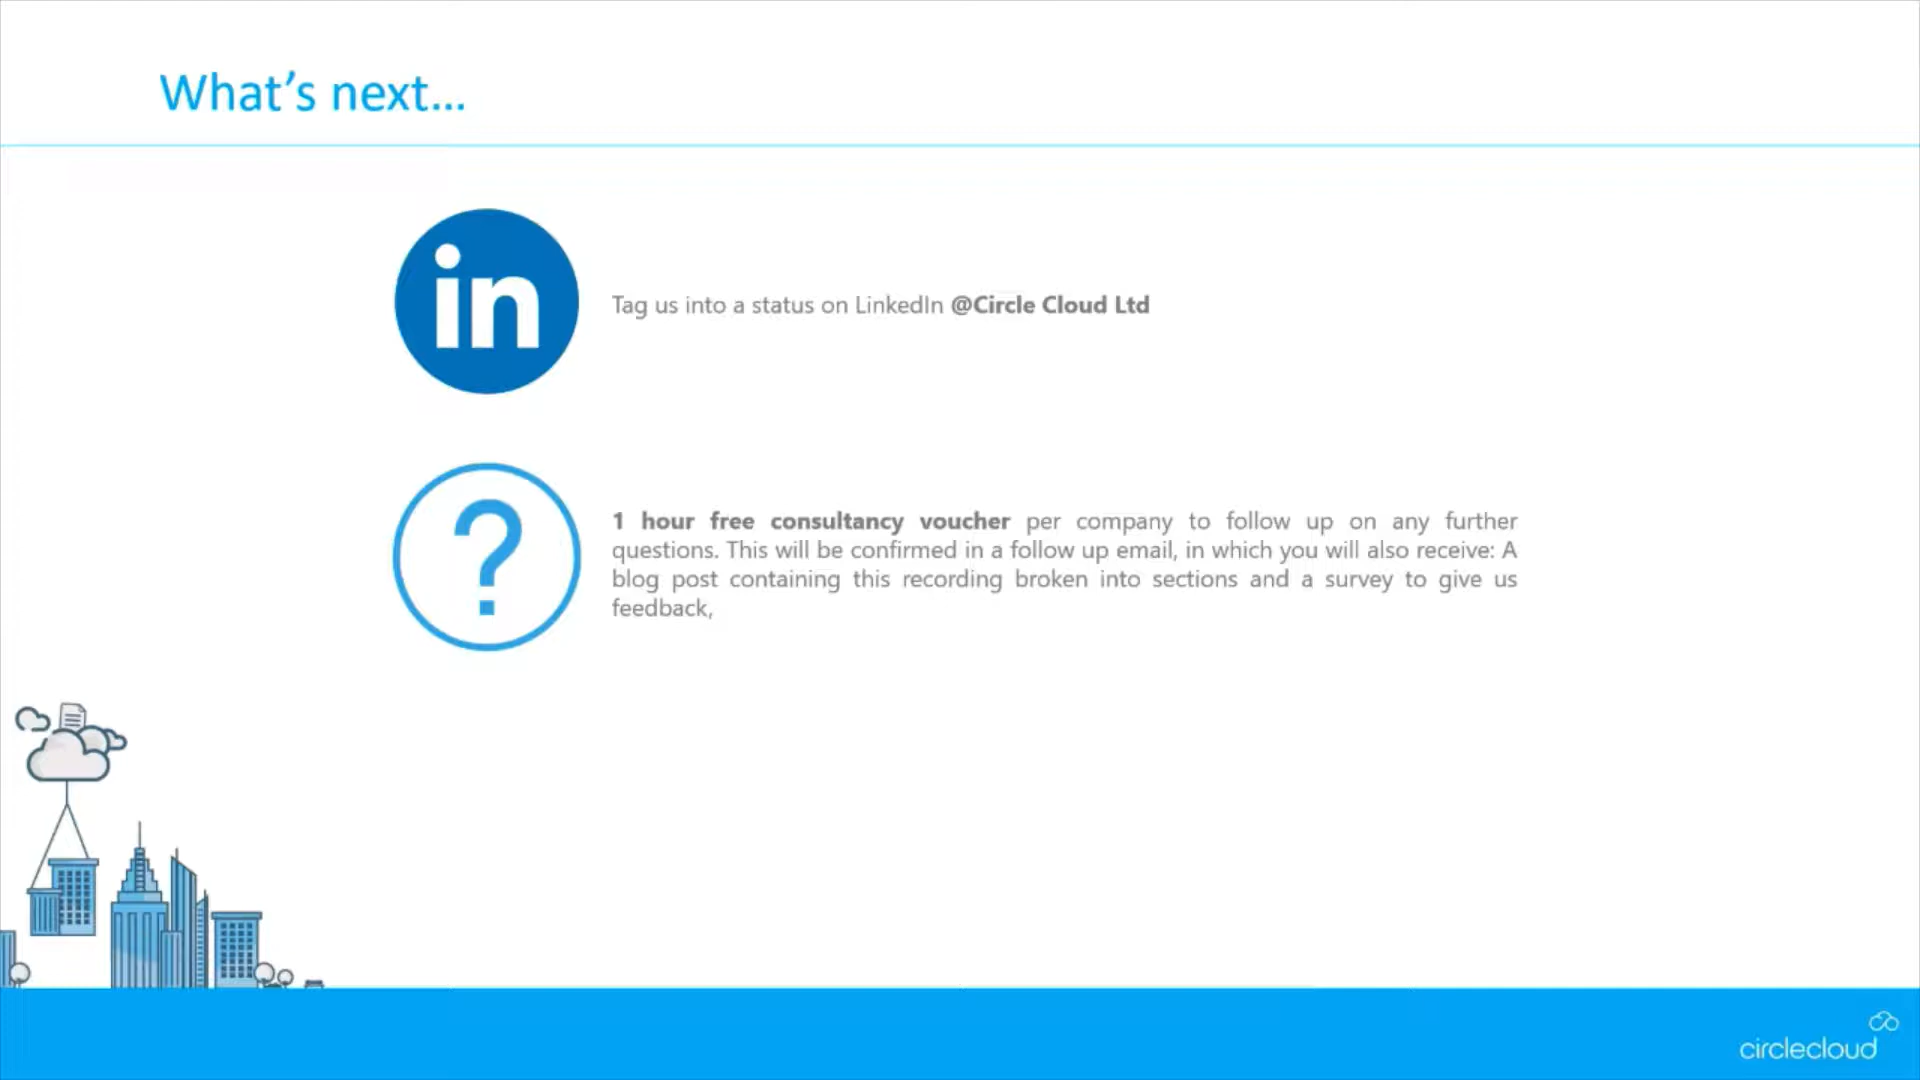 What's next...
in
Tag us into a status on LinkedIn @Circle Cloud Ltd
?
1 hour free consultancy voucher per company to follow up on any further
questions. This will be confirmed in a follow up email, in which you will also receive: A
blog post containing this recording broken into sections and a survey to give us
feedback,
circlecloud